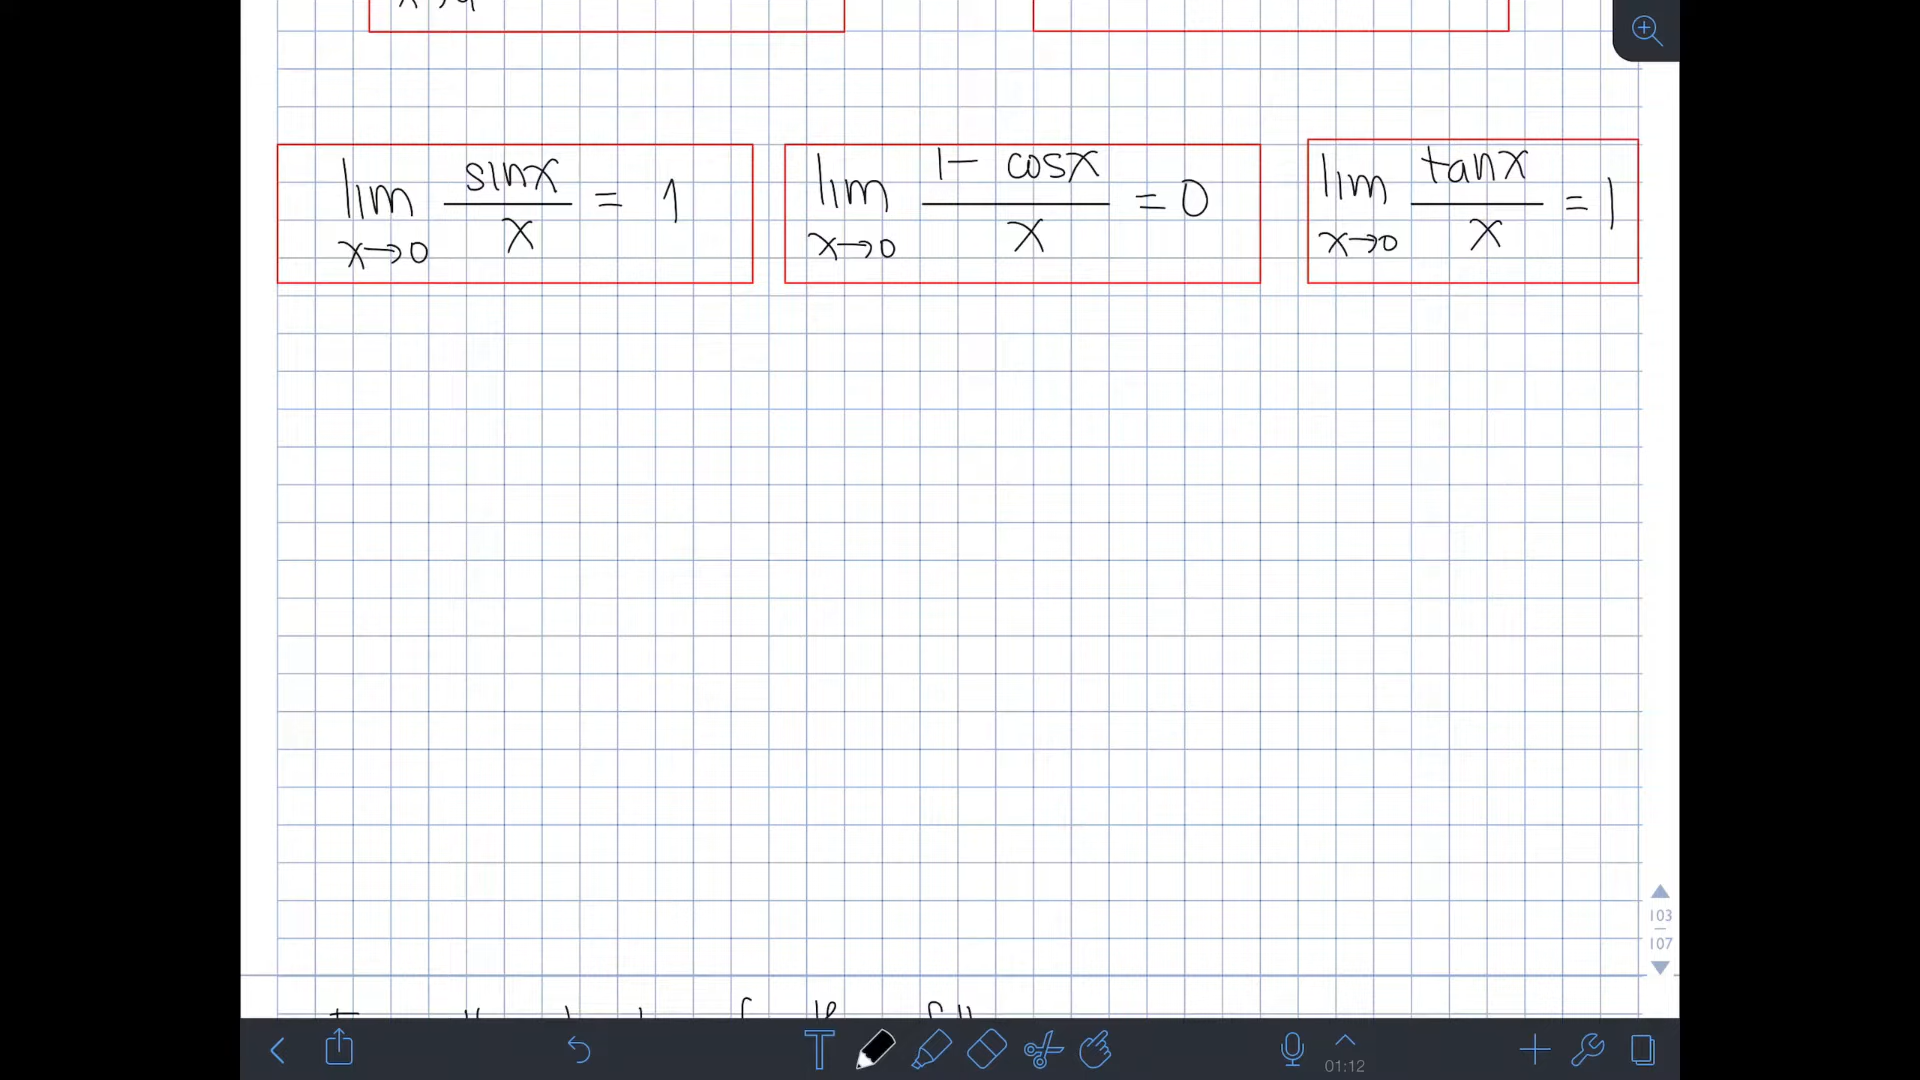 lim x→0 sinx/x = 1
lim x→0 1 - cosx/x = 0
lim x→0 tanx/x = 1
103
107
T
01:12